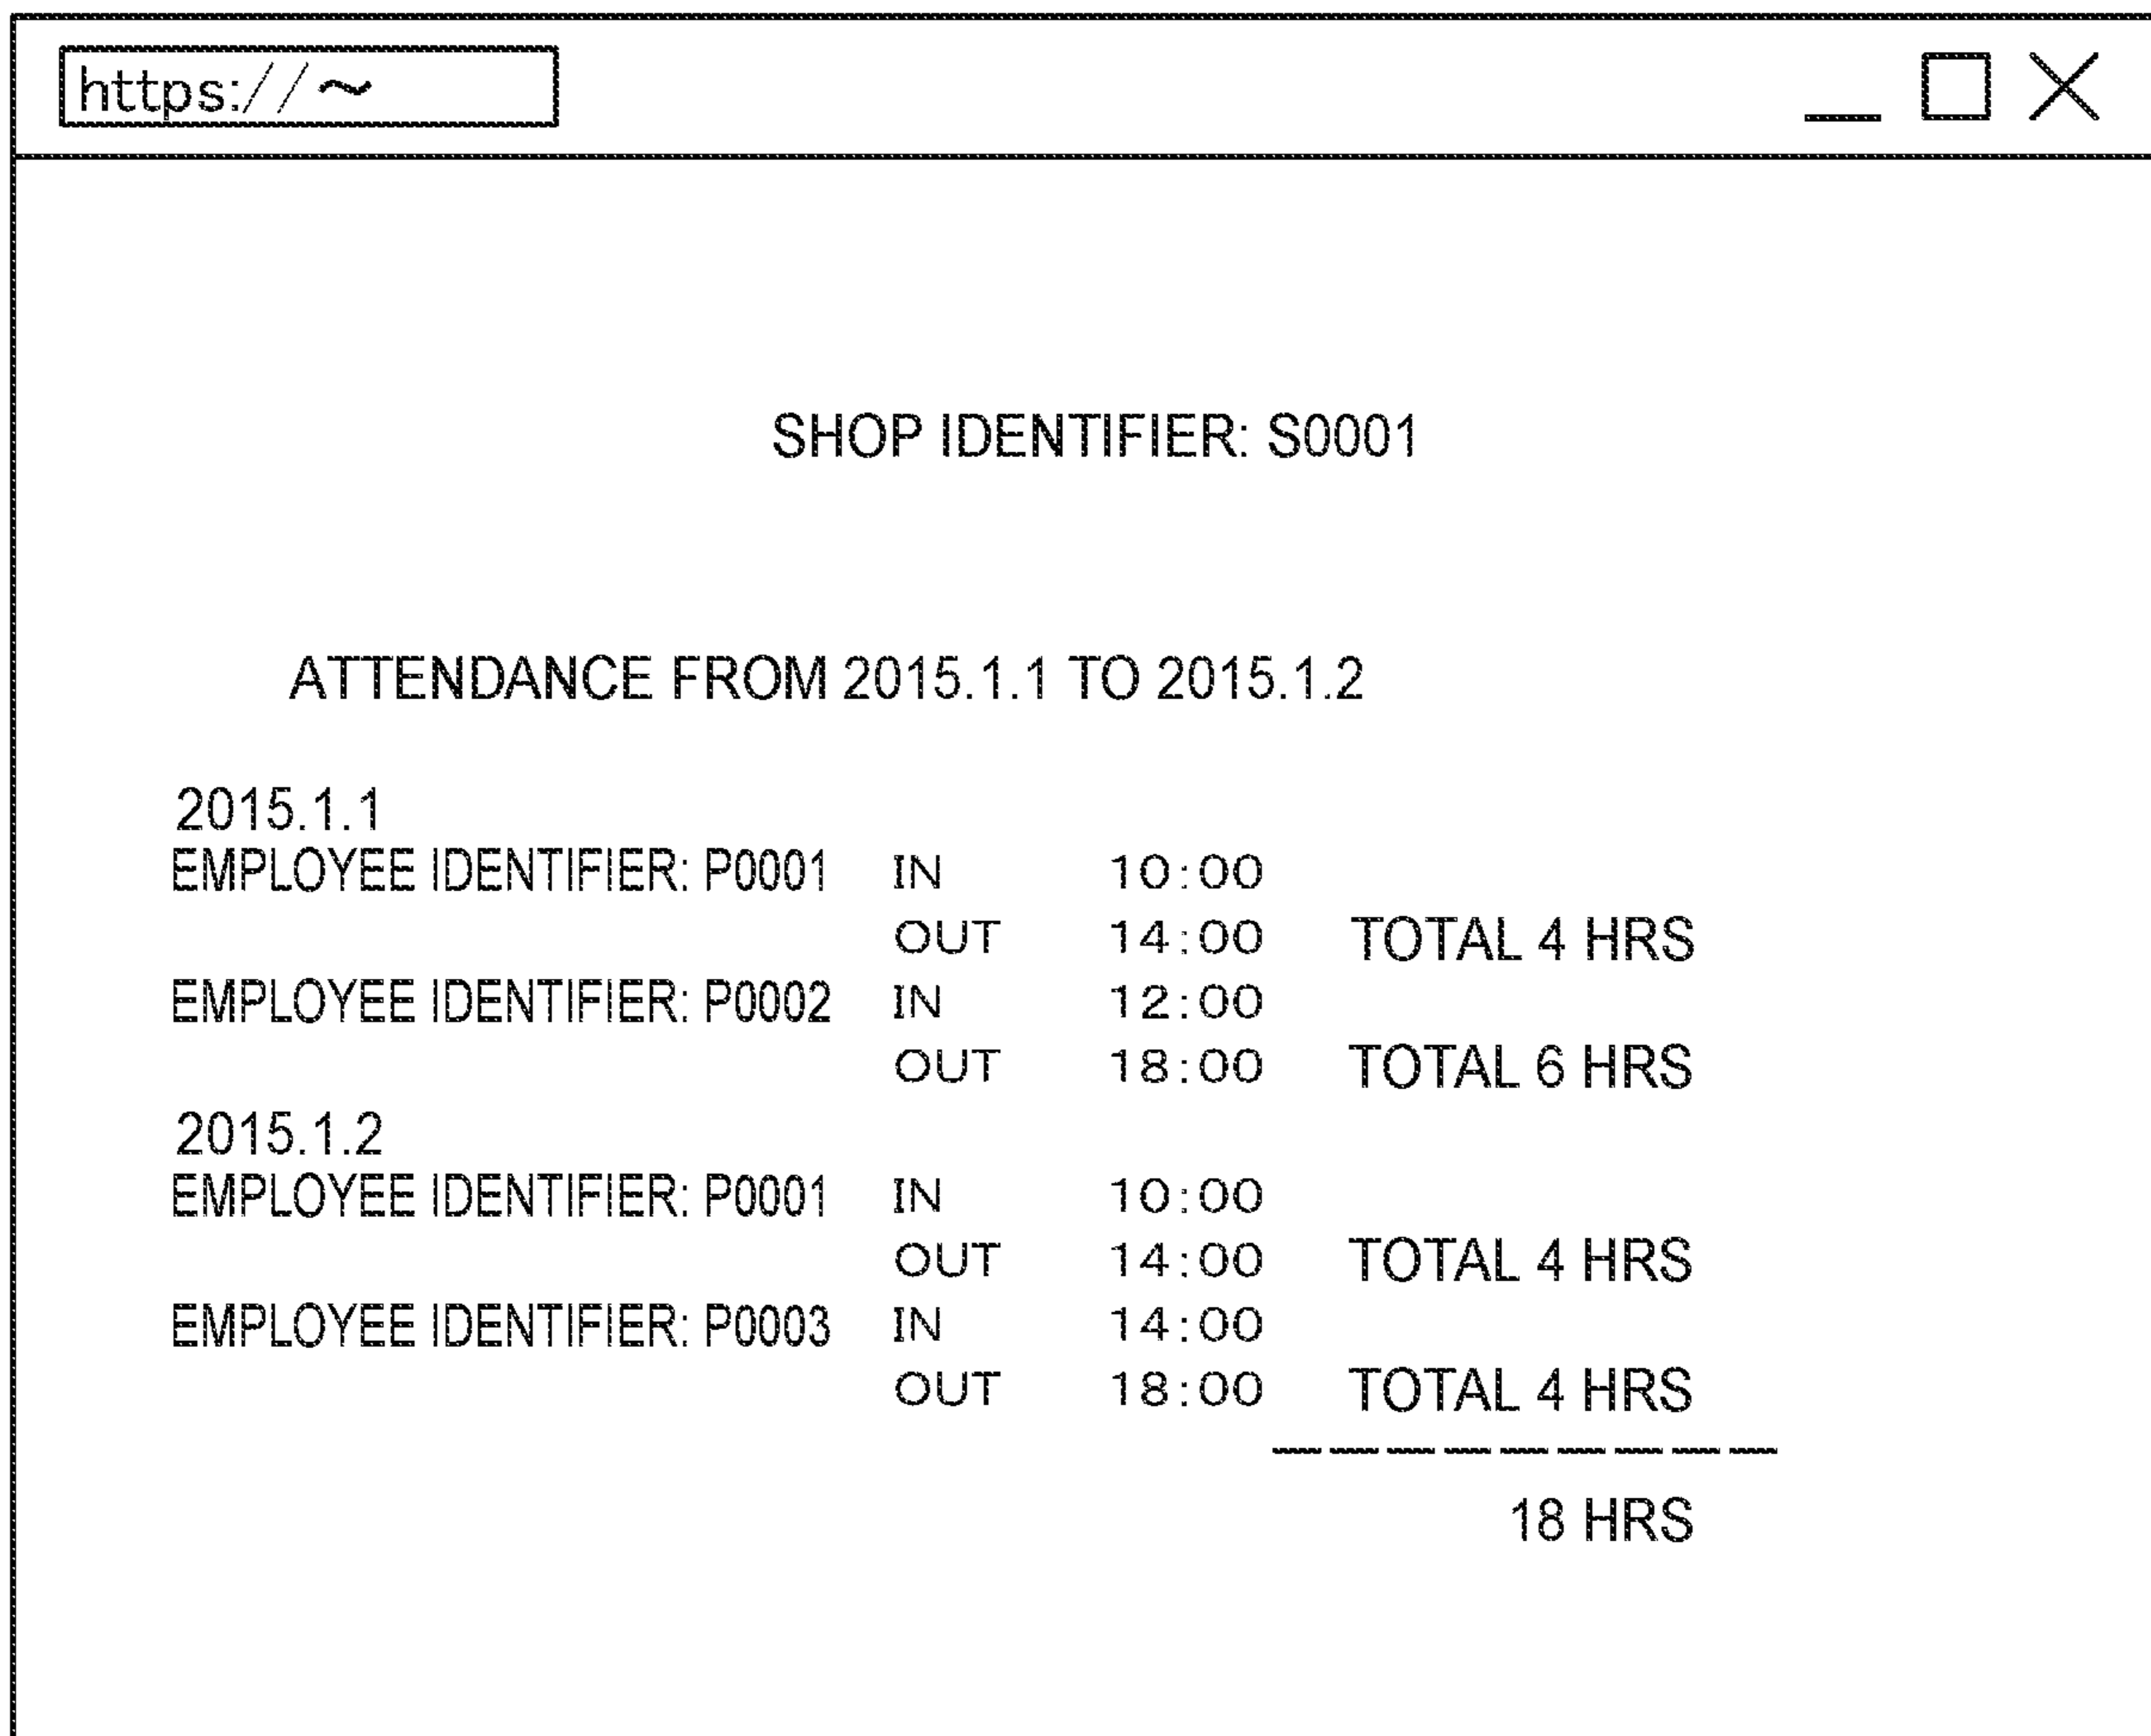 https://~
SHOP IDENTIFIER: S0001
ATTENDANCE FROM 2015.1.1 TO 2015.1.2
2015.1.1
EMPLOYEE IDENTIFIER: P0001 IN 10:00
OUT 14:00 TOTAL 4 HRS
EMPLOYEE IDENTIFIER: P0002 IN 12:00
OUT 18:00 TOTAL 6 HRS
2015.1.2
EMPLOYEE IDENTIFIER: P0001 IN 10:00
OUT 14:00 TOTAL 4 HRS
EMPLOYEE IDENTIFIER: P0003 IN 14:00
OUT 18:00 TOTAL 4 HRS
18 HRS